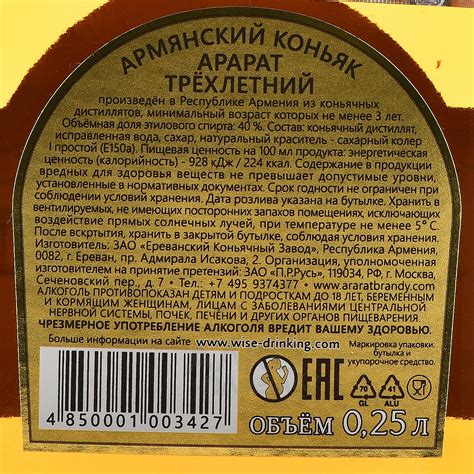 АРМЯНСКИЙ КОНЬЯК
АРАРАТ
ТРЁХЛЕТНИЙ
произведён в Республике Армения из коньячных
дистиллятов, минимальный возраст которых не менее 3 лет.
Объёмная доля этилового спирта: 40 %. Состав: коньячный дистиллят,
исправленная вода, сахар, натуральный краситель - сахарный колер
I простой (Е150а). Пищевая ценность на 100 мл продукта: энергетическая
ценность (калорийность) - 928 кДж / 224 ккал. Содержание в продукции
вредных для здоровья веществ не превышает допустимые уровни,
установленные в нормативных документах. Срок годности не ограничен при
соблюдении условий хранения. Дата розлива указана на бутылке. Хранить в
вентилируемых, не имеющих посторонних запахов помещениях, исключающих
воздействие прямых солнечных лучей, при температуре не менее 5° С.
После вскрытия, хранить в закрытой бутылке, соблюдая условия хранения.
Изготовитель: ЗАО «Ереванский Коньячный Завод», Республика Армения,
0082, г. Ереван, пр. Адмирала Исакова, 2. Организация, уполномоченная
изготовителем на принятие претензий: ЗАО «П.Р.Русь», 119034, РФ, г. Москва,
Сеченовский пер., д. 7 • Тел.: +7 495 9374377 • www.araratbrandy.com
АЛКОГОЛЬ ПРОТИВОПОКАЗАН ДЕТЯМ И ПОДРОСТКАМ ДО 18 ЛЕТ, БЕРЕМЕННЫМ
И КОРМЯЩИМ ЖЕНЩИНАМ, ЛИЦАМ С ЗАБОЛЕВАНИЯМИ ЦЕНТРАЛЬНОЙ
НЕРВНОЙ СИСТЕМЫ, ПОЧЕК, ПЕЧЕНИ И ДРУГИХ ОРГАНОВ ПИЩЕВАРЕНИЯ.
ЧРЕЗМЕРНОЕ УПОТРЕБЛЕНИЕ АЛКОГОЛЯ ВРЕДИТ ВАШЕМУ ЗДОРОВЬЮ.
Больше информации на сайте www.wise-drinking.com
Маркировка упаковки:
бутылка и
укупорочное средство.
EAC
70 GL
41 ALU
4 850001 003427
ОБЪЁМ 0,25 л